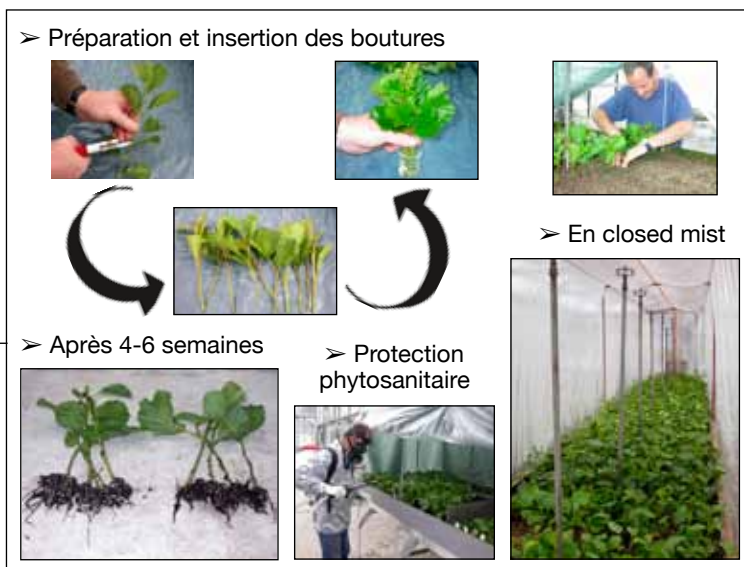 ➢ Préparation et insertion des boutures
➢ En closed mist
➢ Après 4-6 semaines
➢ Protection
phytosanitaire